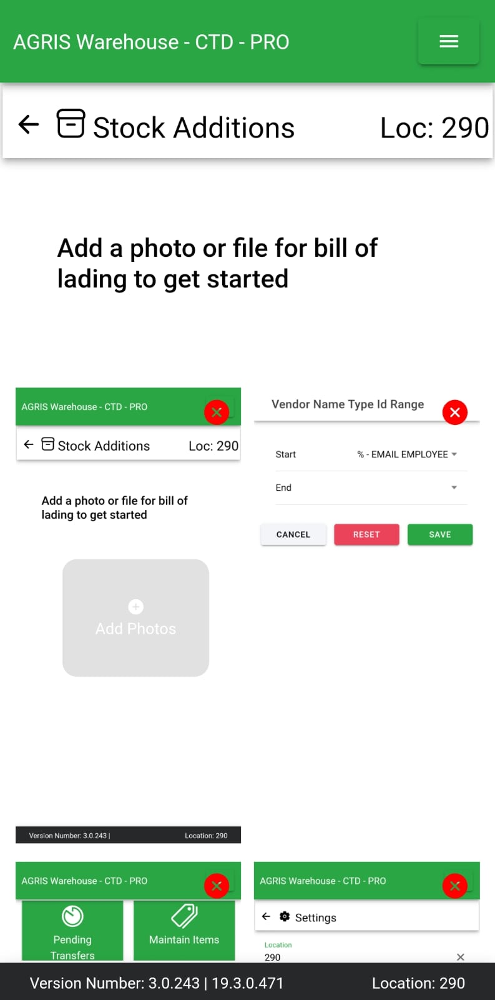 AGRIS Warehouse - CTD - PRO
Stock Additions Loc: 290
Add a photo or file for bill of
lading to get started
AGRIS Warehouse - CTD - PRO
Stock Additions Loc: 290
Add a photo or file for bill of
lading to get started
Add Photos
Version Number: 3.0.243 | Location: 290
Vendor Name Type Id Range
Start % - EMAIL EMPLOYEE
End
CANCEL RESET SAVE
AGRIS Warehouse - CTD - PRO
Pending
Transfers
Maintain Items
AGRIS Warehouse - CTD - PRO
Settings
Location
290
Version Number: 3.0.243 | 19.3.0.471 Location: 290